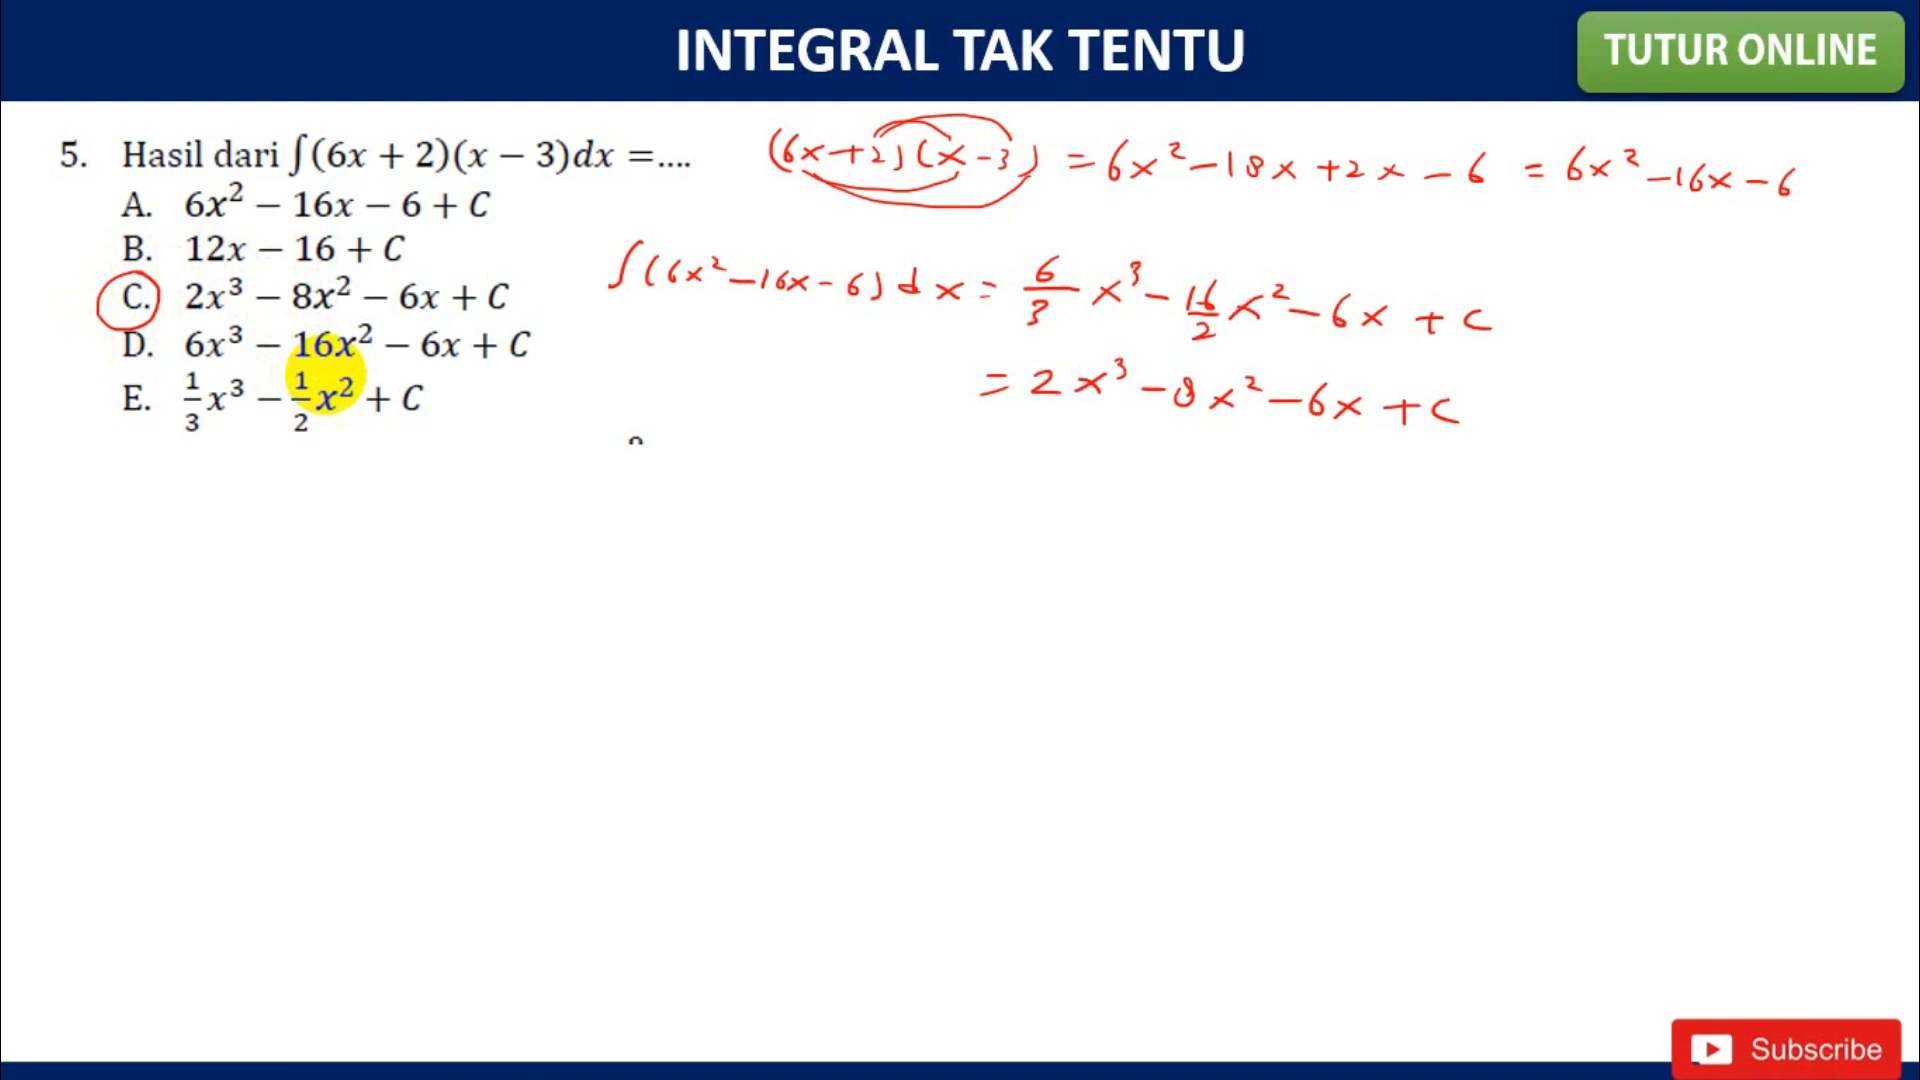 INTEGRAL TAK TENTU
TUTUR ONLINE
5. Hasil dari ∫(6x + 2)(x − 3)dx =....
A. 6x² − 16x − 6 + C
B. 12x − 16 + C
C. 2x³ − 8x² − 6x + C
D. 6x³ − 16x² − 6x + C
E. 1/3 x³ − 1/2 x² + C
(6x+2)(x-3) = 6x² - 18x + 2x - 6 = 6x² - 16x - 6
∫(6x² - 16x - 6) dx = 6/3 x³ - 16/2 x² - 6x + C
= 2x³ - 8x² - 6x + C
Subscribe